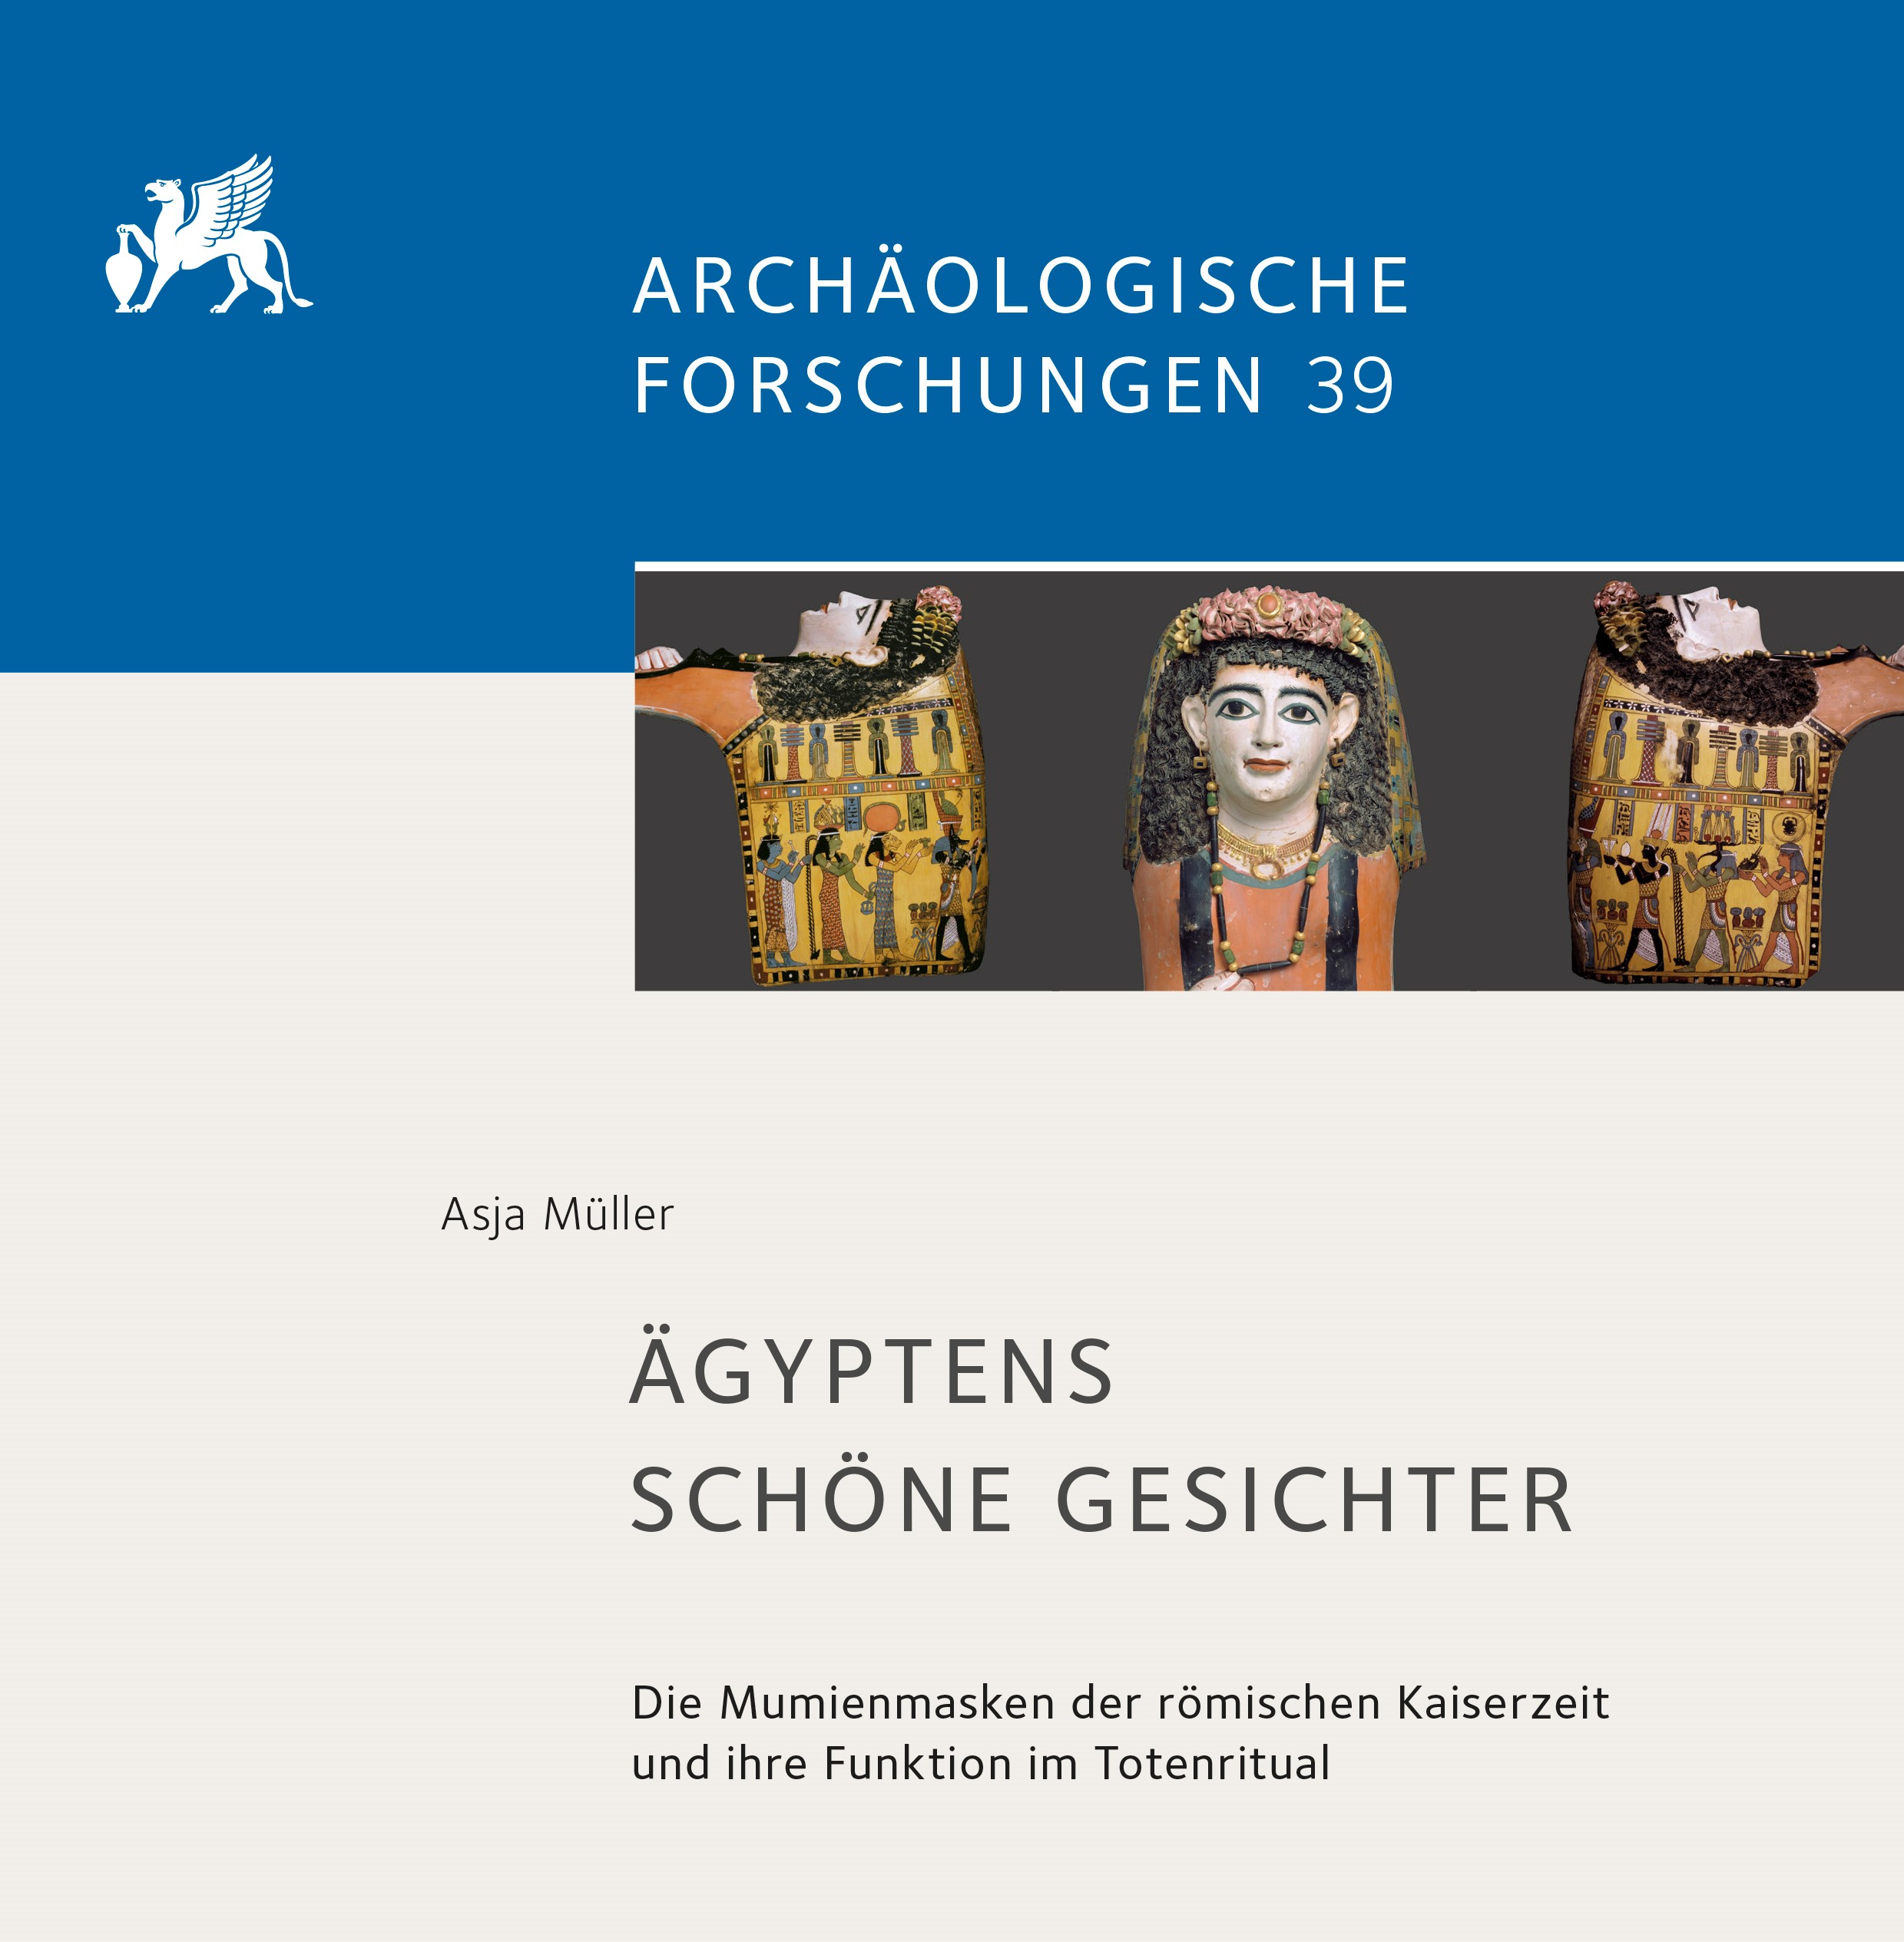 ARCHÄOLOGISCHE
FORSCHUNGEN 39
Asja Müller
ÄGYPTENS
SCHÖNE GESICHTER
Die Mumienmasken der römischen Kaiserzeit
und ihre Funktion im Totenritual